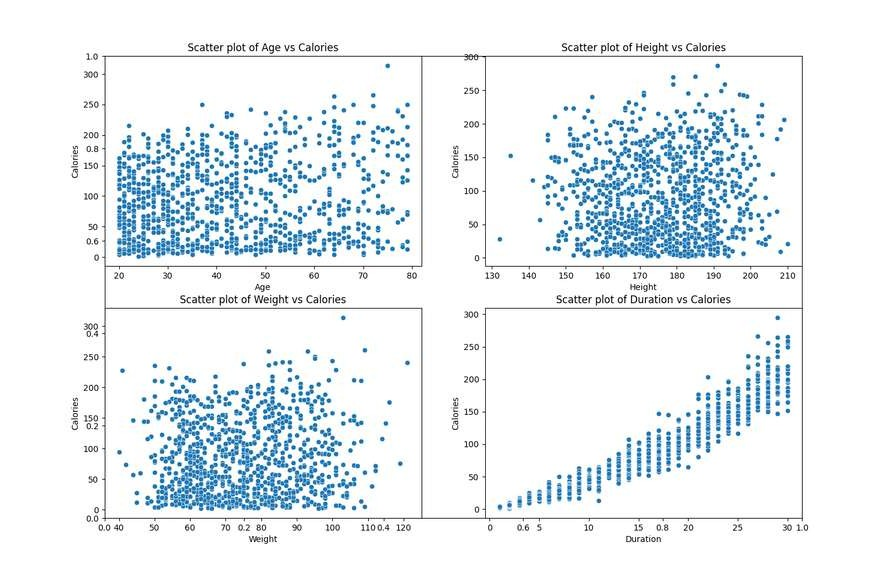 Scatter plot of Age vs Calories
1.0
300
250
200
0.8
150
100
50
0.6
0
Calories
20 30 40 50 60 70 80
Age
Scatter plot of Height vs Calories
300
250
200
150
100
50
0
Calories
130 140 150 160 170 180 190 200 210
Height
Scatter plot of Weight vs Calories
300
0.4
250
200
150
0.2
100
50
0
0.0
Calories
0.0 40 50 60 70 0.2 80 90 100 110 0.4 120
Weight
Scatter plot of Duration vs Calories
300
250
200
150
100
50
0
Calories
0 0.6 5 10 15 0.8 20 25 30 1.0
Duration